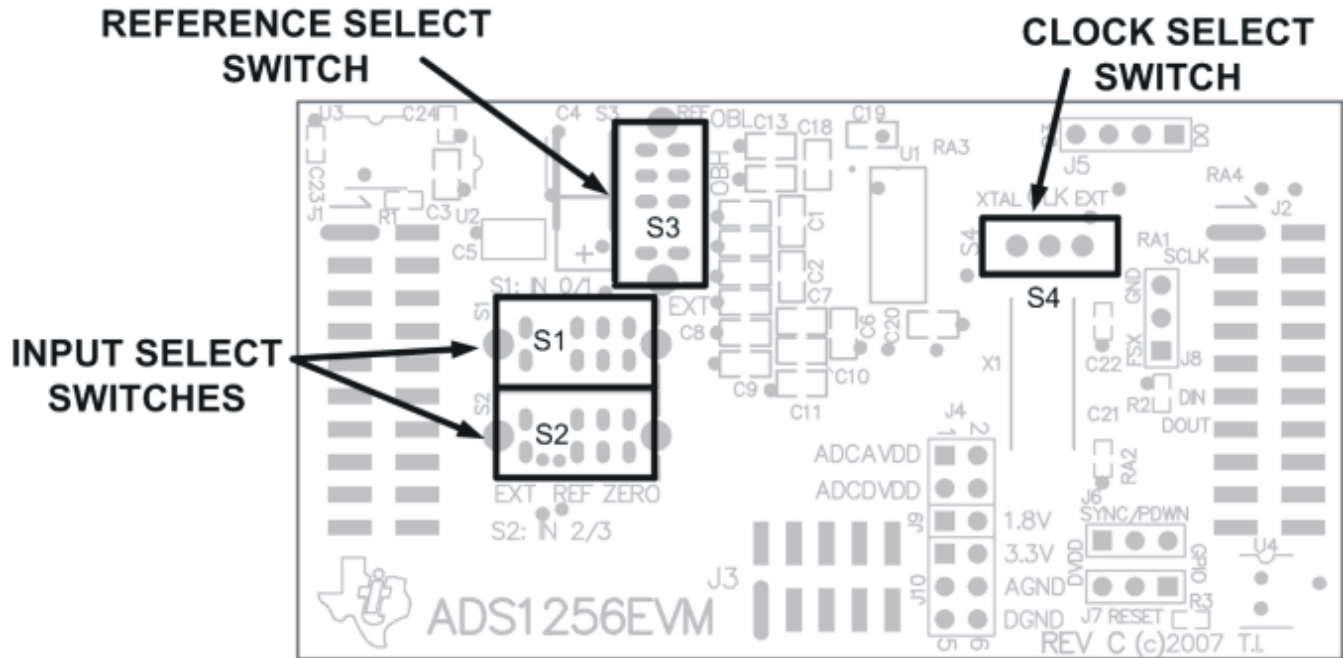 REFERENCE SELECT
SWITCH
CLOCK SELECT
SWITCH
INPUT SELECT
SWITCHES
U3
C24
C4
S3
REF
OBL
C13
C18
C19
OBH
U1
RA3
J5
D0
C23
J1
R1
C3
U2
C5
S3
C1
C2
XTAL CLK EXT
S4
S4
RA4
J2
RA1
SCLK
S1: IN 0/1
EXT
C7
C8
C6
C20
S1
S1
C9
C10
C11
X1
C22
GND
FSX
J8
R2
DIN
DOUT
S2
S2
EXT REF ZERO
S2: IN 2/3
J4
1 2
ADCAVDD
ADCDVDD
C21
RA2
J9
1.8V
3.3V
J10
AGND
DGND
5 6
J6
SYNC/PDWN
DVDD
GPIO
U4
J7 RESET
R3
J3
ADS1256EVM
REV C (c)2007 T.I.